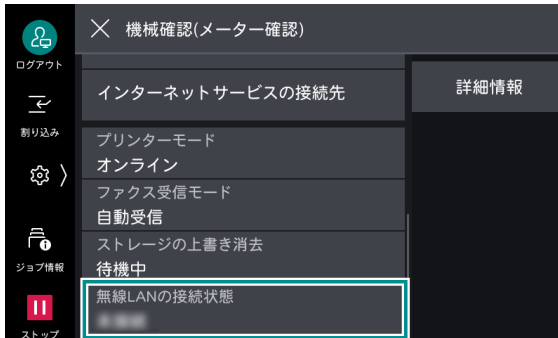 機械確認(メーター確認)
ログアウト
インターネットサービスの接続先
詳細情報
割り込み
プリンターモード
オンライン
ファクス受信モード
自動受信
ストレージの上書き消去
待機中
ジョブ情報
無線LANの接続状態
ストップ